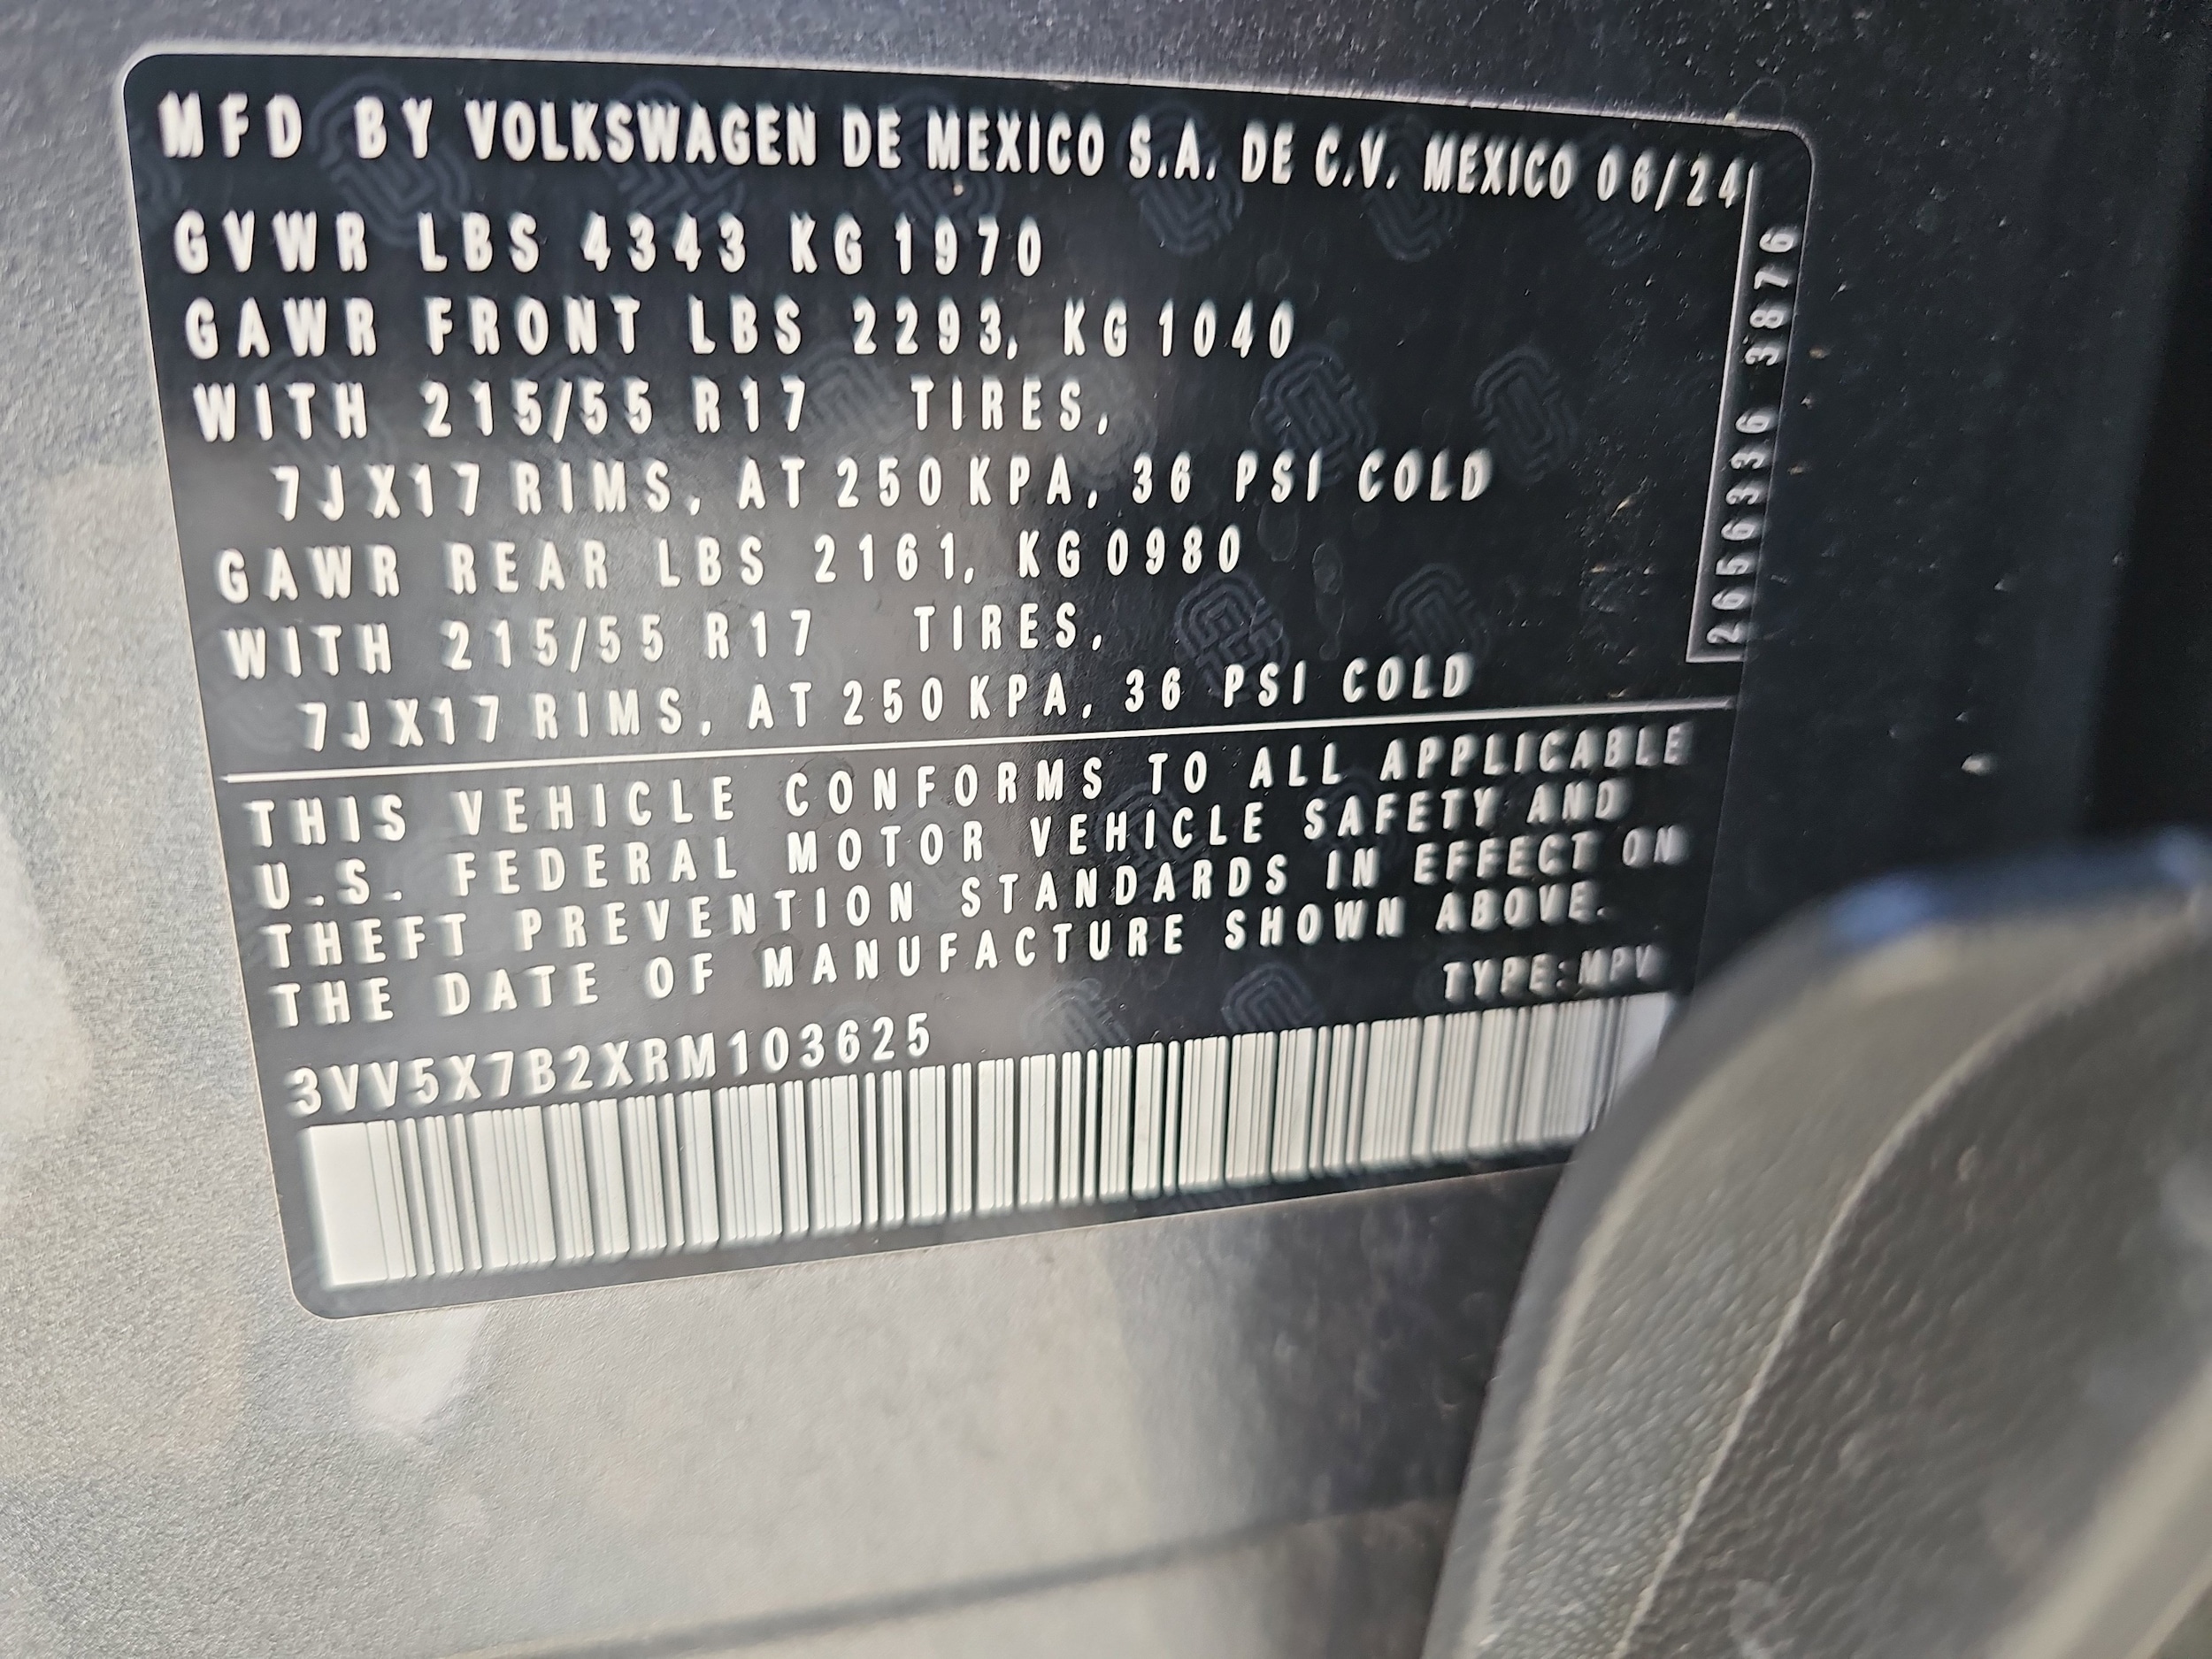 MFD BY VOLKSWAGEN DE MEXICO S.A. DE C.V. MEXICO 06/24
GVWR LBS 4343 KG 1970
GAWR FRONT LBS 2293, KG 1040
WITH 215/55 R17 TIRES,
7JX17 RIMS, AT 250 KPA, 36 PSI COLD
GAWR REAR LBS 2161, KG 0980
WITH 215/55 R17 TIRES,
7JX17 RIMS, AT 250 KPA, 36 PSI COLD
2656336 3876
THIS VEHICLE CONFORMS TO ALL APPLICABLE
U.S. FEDERAL MOTOR VEHICLE SAFETY AND
THEFT PREVENTION STANDARDS IN EFFECT ON
THE DATE OF MANUFACTURE SHOWN ABOVE.
TYPE: MPV
3VV5X7B2XRM103625